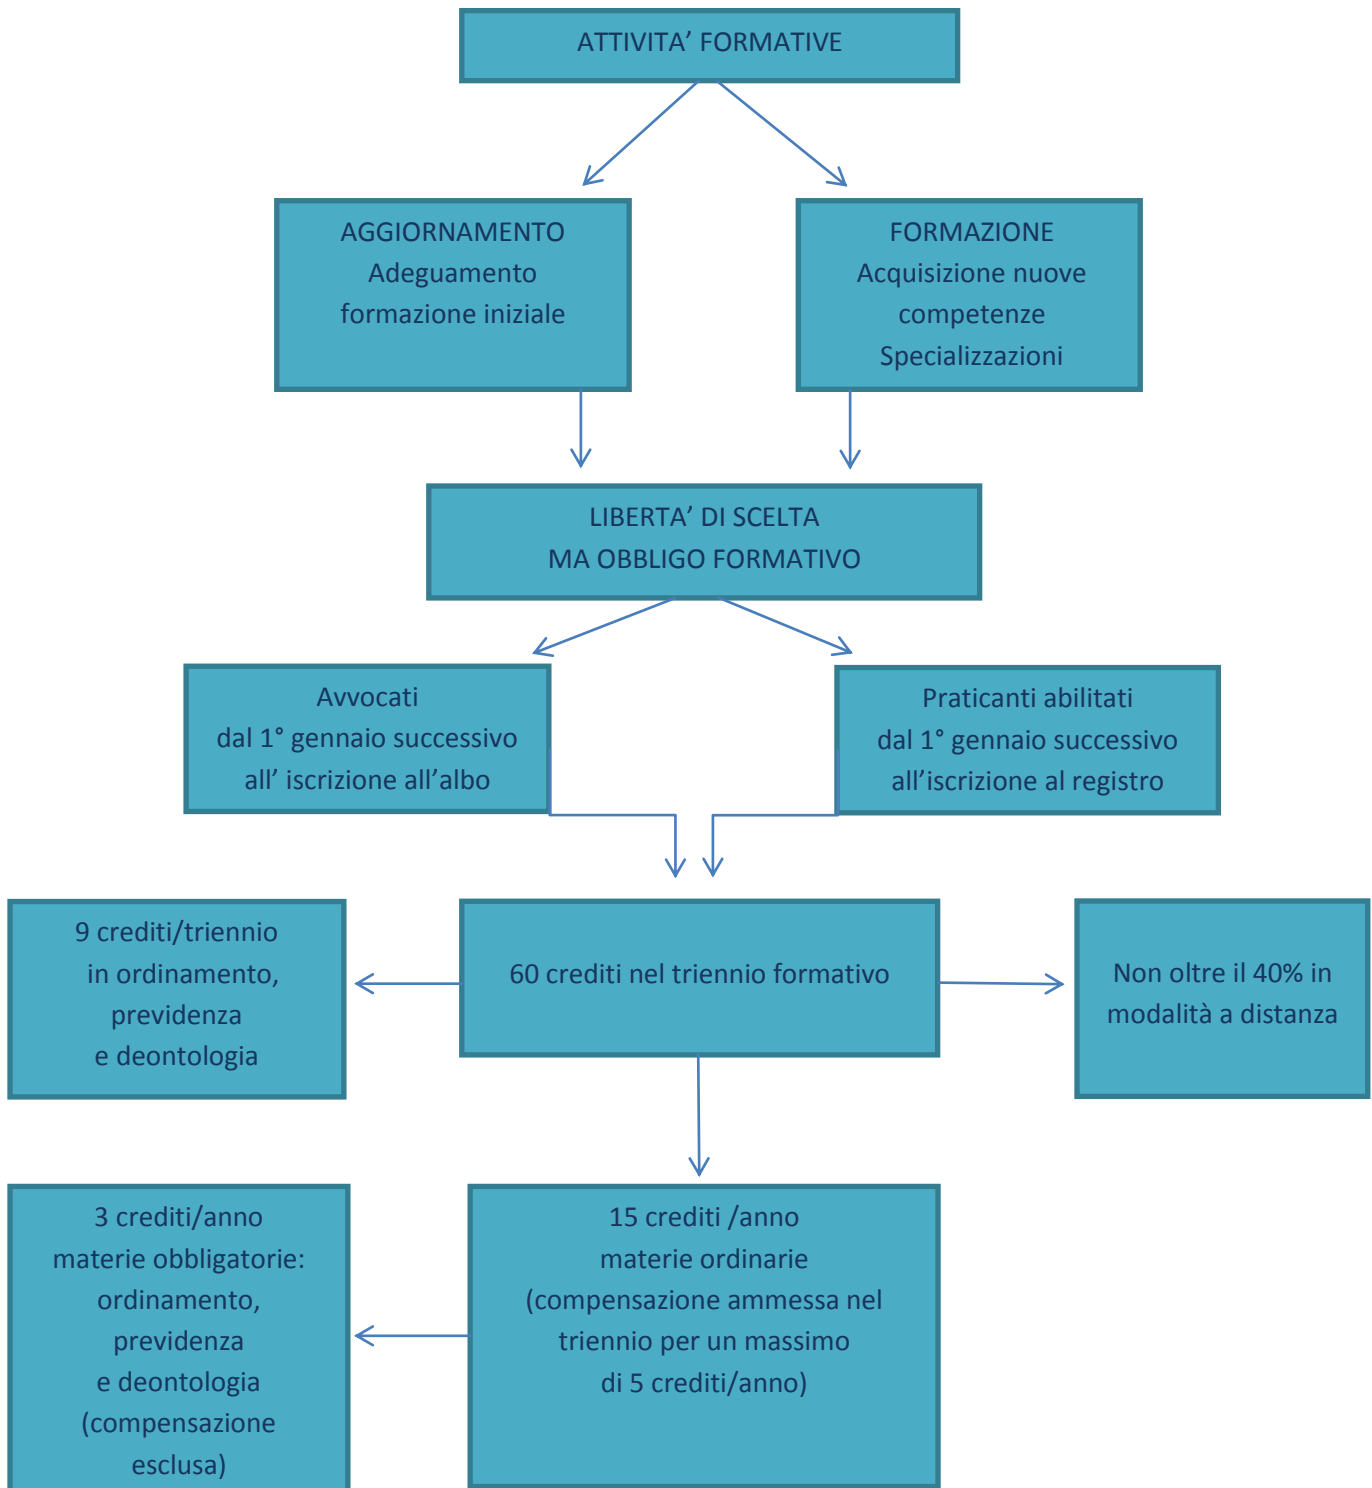 ATTIVITA’ FORMATIVE
AGGIORNAMENTO
Adeguamento
formazione iniziale
FORMAZIONE
Acquisizione nuove
competenze
Specializzazioni
LIBERTA’ DI SCELTA
MA OBBLIGO FORMATIVO
Avvocati
dal 1° gennaio successivo
all’ iscrizione all’albo
Praticanti abilitati
dal 1° gennaio successivo
all’iscrizione al registro
9 crediti/triennio
in ordinamento,
previdenza
e deontologia
60 crediti nel triennio formativo
Non oltre il 40% in
modalità a distanza
3 crediti/anno
materie obbligatorie:
ordinamento,
previdenza
e deontologia
(compensazione
esclusa)
15 crediti /anno
materie ordinarie
(compensazione ammessa nel
triennio per un massimo
di 5 crediti/anno)